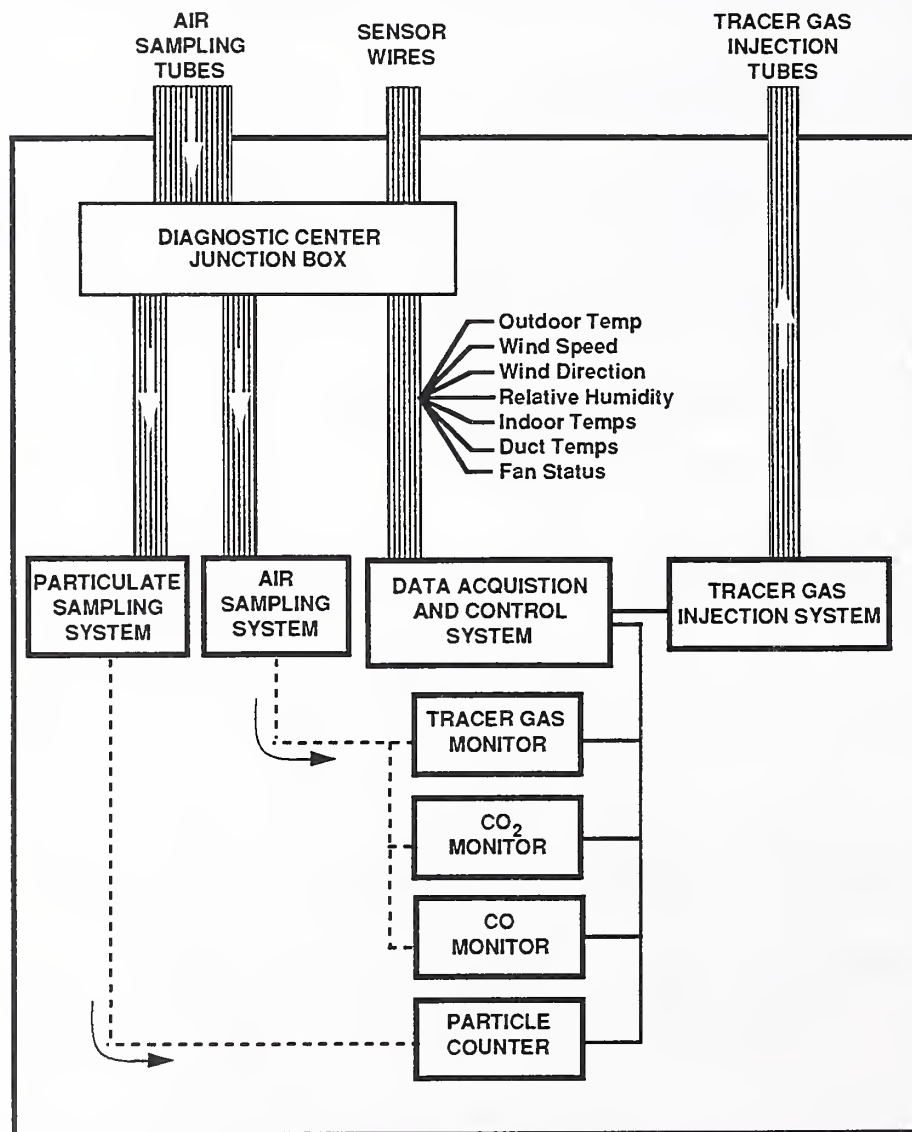 AIR
SAMPLING
TUBES
SENSOR
WIRES
TRACER GAS
INJECTION
TUBES
DIAGNOSTIC CENTER
JUNCTION BOX
Outdoor Temp
Wind Speed
Wind Direction
Relative Humidity
Indoor Temps
Duct Temps
Fan Status
PARTICULATE
SAMPLING
SYSTEM
AIR
SAMPLING
SYSTEM
DATA ACQUISTION
AND CONTROL
SYSTEM
TRACER GAS
INJECTION SYSTEM
TRACER GAS
MONITOR
CO2
MONITOR
CO
MONITOR
PARTICLE
COUNTER